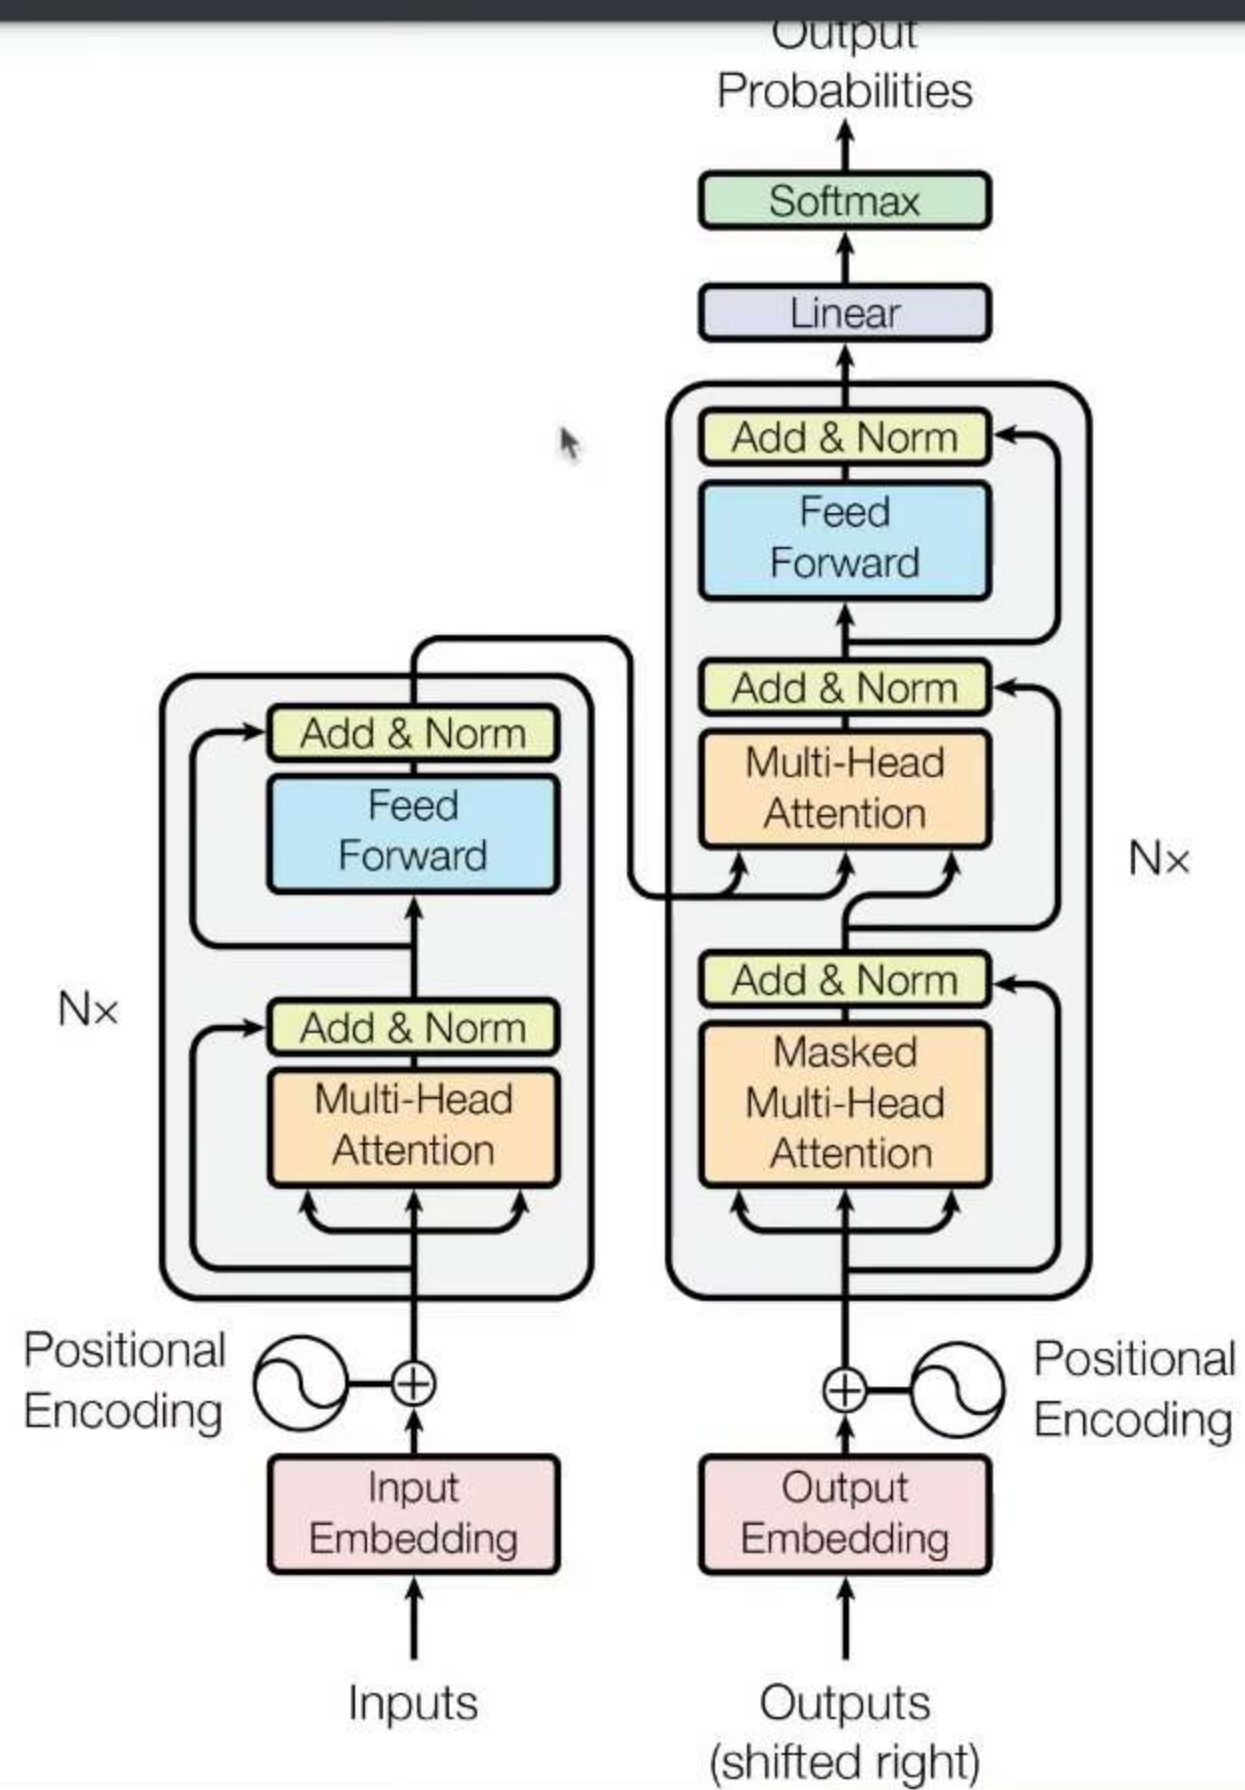 Output
Probabilities
Softmax
Linear
Add & Norm
Feed
Forward
Add & Norm
Multi-Head
Attention
Nx
Add & Norm
Masked
Multi-Head
Attention
Add & Norm
Feed
Forward
Nx
Add & Norm
Multi-Head
Attention
Positional
Encoding
Positional
Encoding
Input
Embedding
Output
Embedding
Inputs
Outputs
(shifted right)